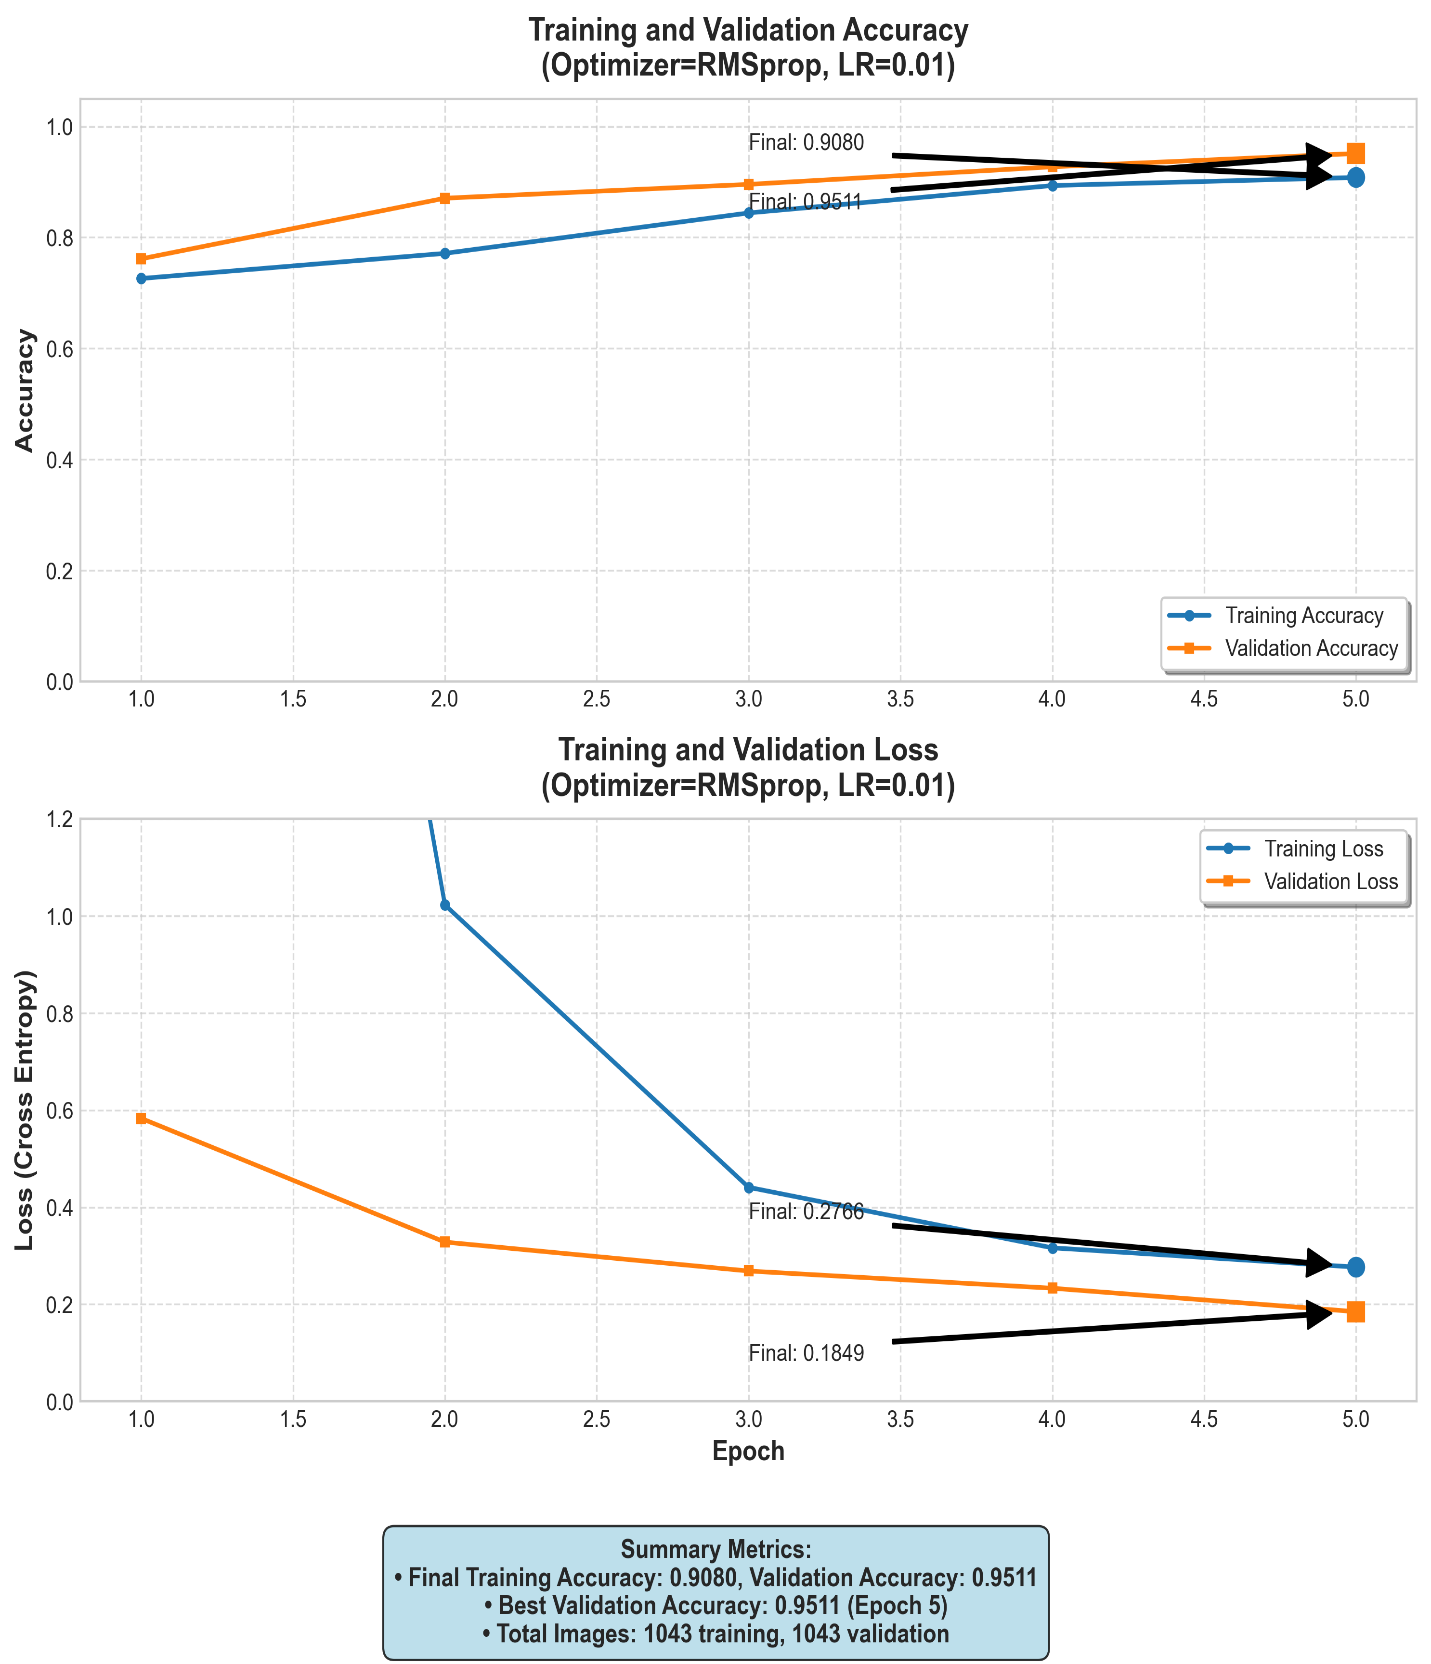 Training and Validation Accuracy
(Optimizer=RMSprop, LR=0.01)
Accuracy
1.0
0.8
0.6
0.4
0.2
0.0
Final: 0.9080
Final: 0.9511
Training Accuracy
Validation Accuracy
1.0 1.5 2.0 2.5 3.0 3.5 4.0 4.5 5.0
Training and Validation Loss
(Optimizer=RMSprop, LR=0.01)
Loss (Cross Entropy)
1.2
1.0
0.8
0.6
0.4
0.2
0.0
Training Loss
Validation Loss
Final: 0.2766
Final: 0.1849
1.0 1.5 2.0 2.5 3.0 3.5 4.0 4.5 5.0
Epoch
Summary Metrics:
• Final Training Accuracy: 0.9080, Validation Accuracy: 0.9511
• Best Validation Accuracy: 0.9511 (Epoch 5)
• Total Images: 1043 training, 1043 validation